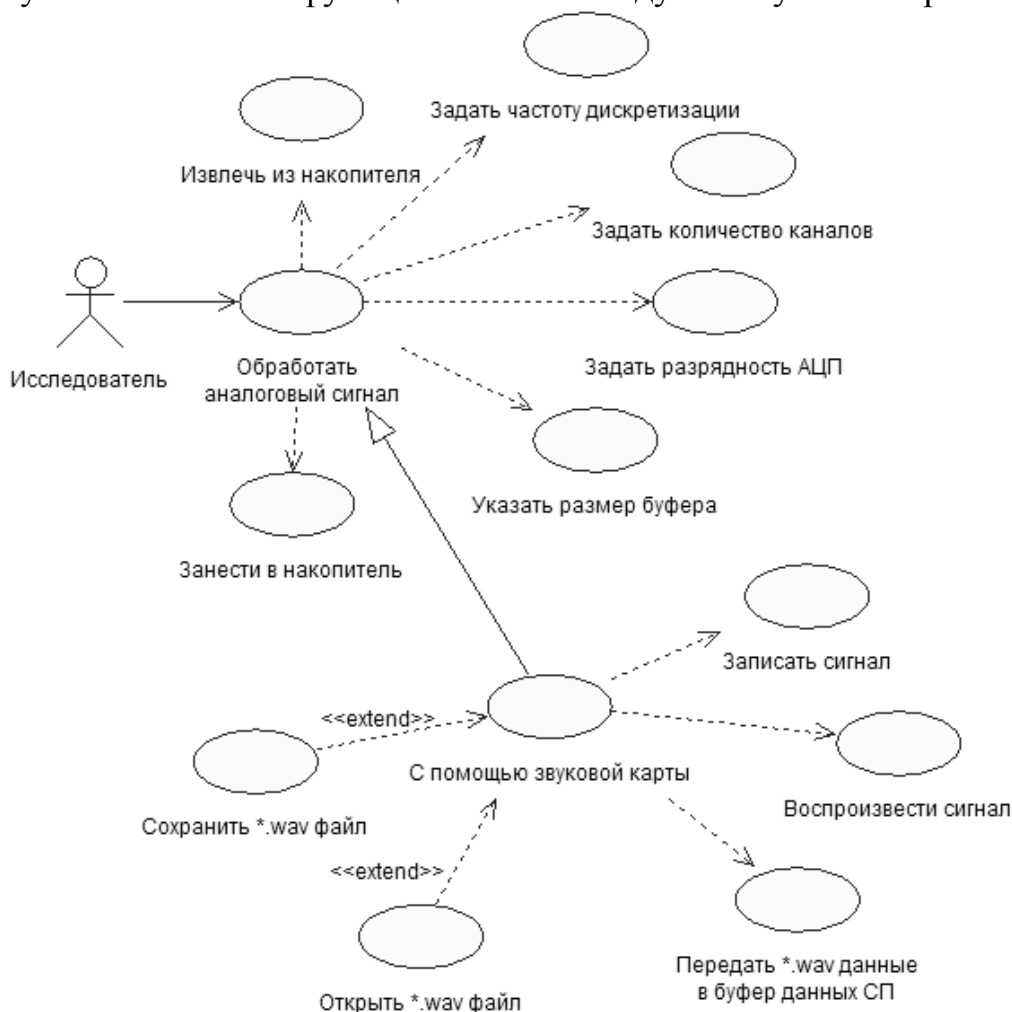 Задать частоту дискретизации
Извлечь из накопителя
Задать количество каналов
Исследователь
Обработать
аналоговый сигнал
Задать разрядность АЦП
Указать размер буфера
Занести в накопитель
Записать сигнал
<<extend>>
С помощью звуковой карты
Воспроизвести сигнал
Сохранить *.wav файл
<<extend>>
Передать *.wav данные
в буфер данных СП
Открыть *.wav файл